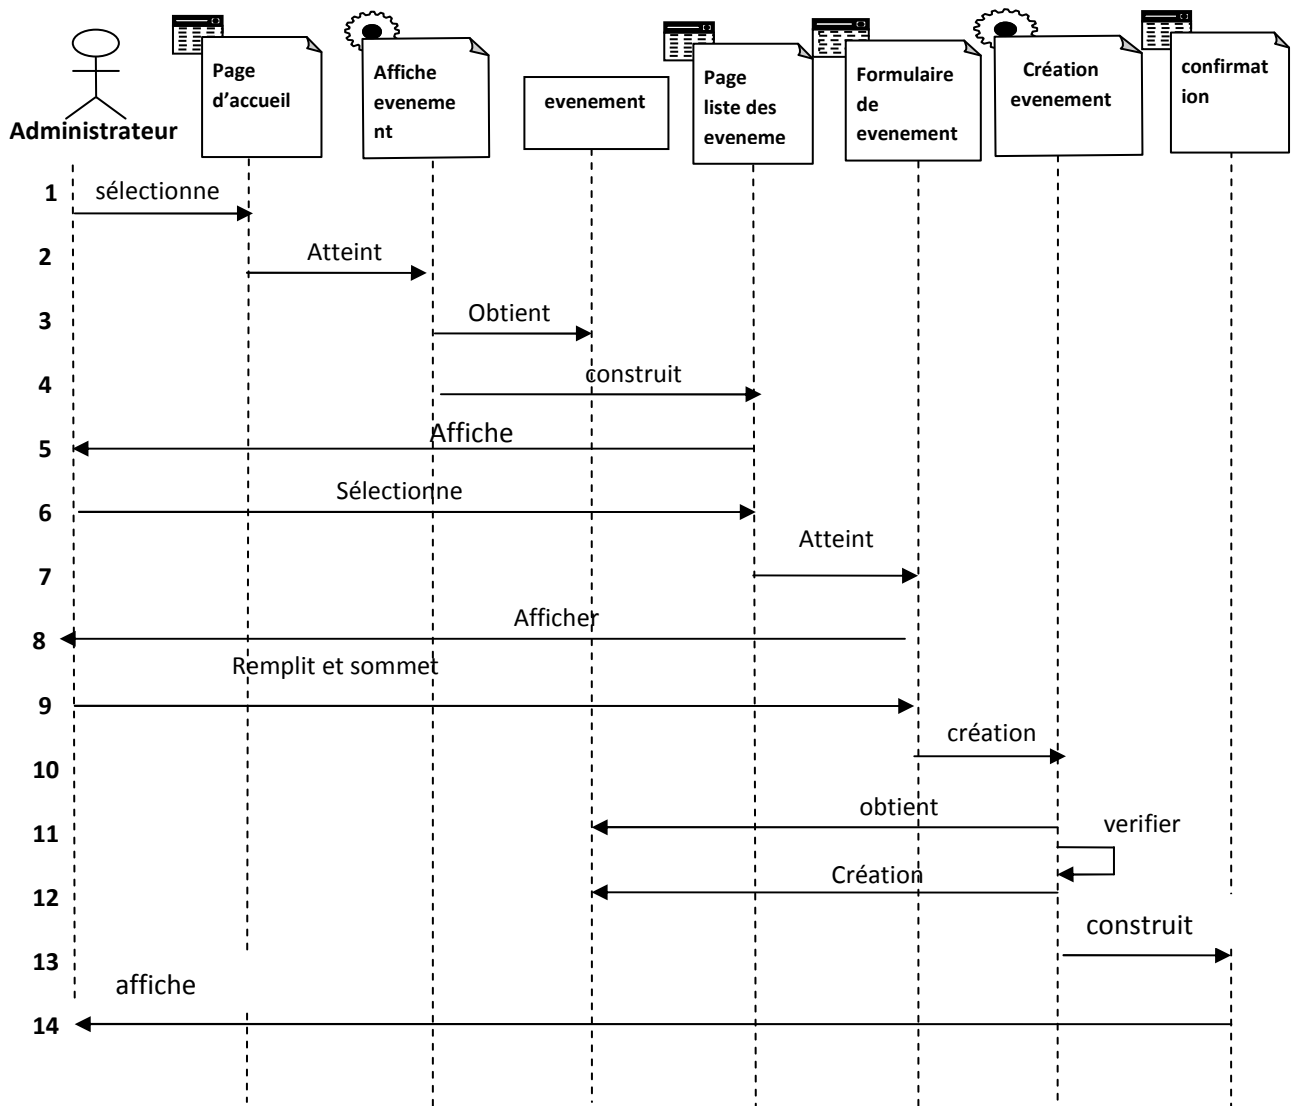 Administrateur
Page
d’accueil
Affiche
eveneme
nt
evenement
Page
liste des
eveneme
Formulaire
de
evenement
Création
evenement
confirmat
ion
1 sélectionne
2 Atteint
3 Obtient
4 construit
5 Affiche
6 Sélectionne
Atteint
7
8 Afficher
Remplit et sommet
9
création
10
obtient
11 verifier
12 Création
construit
13
affiche
14